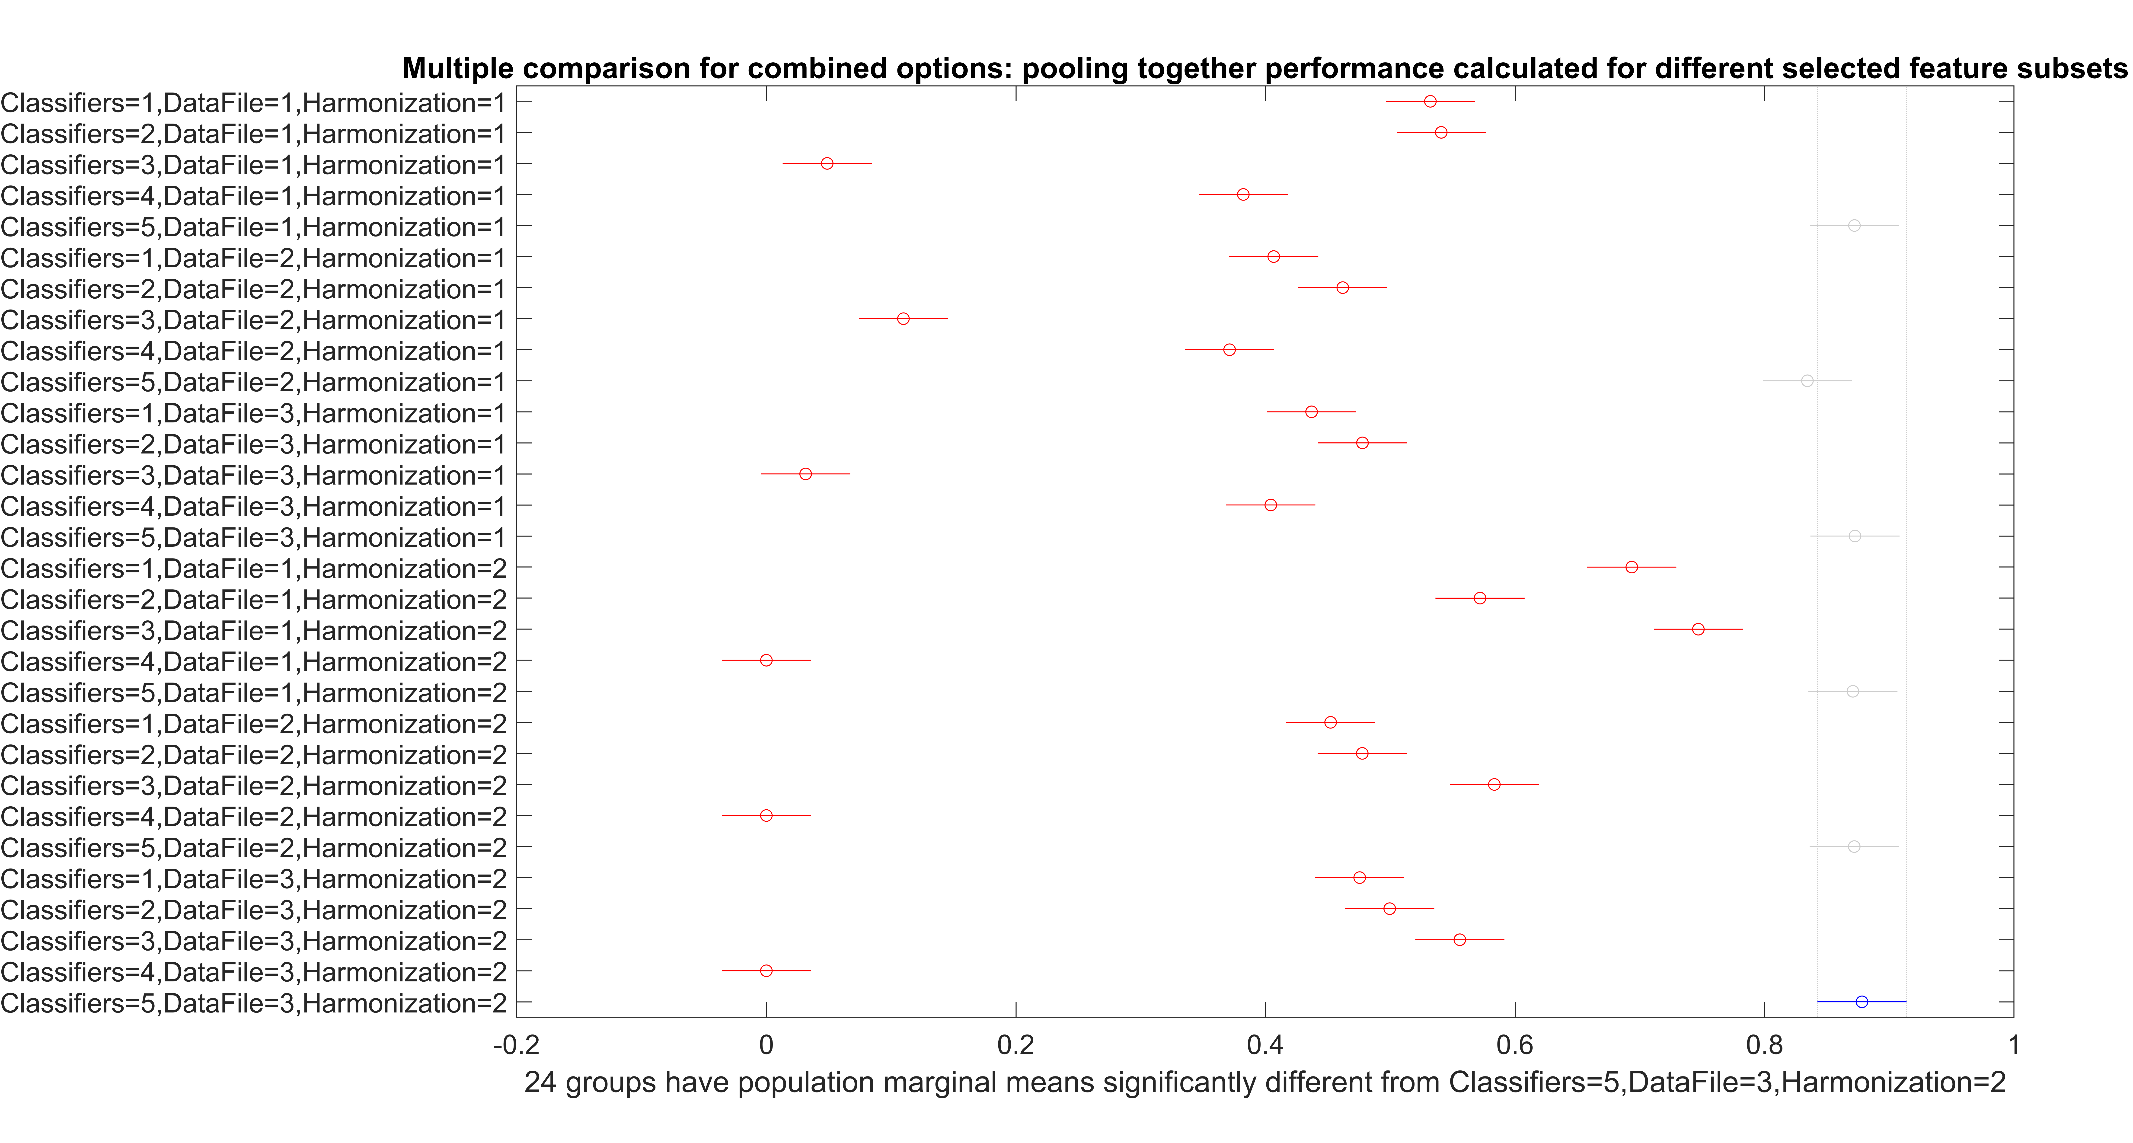 Multiple comparison for combined options: pooling together performance calculated for different selected feature subsets
Classifiers=1,DataFile=1,Harmonization=1
Classifiers=2,DataFile=1,Harmonization=1
Classifiers=3,DataFile=1,Harmonization=1
Classifiers=4,DataFile=1,Harmonization=1
Classifiers=5,DataFile=1,Harmonization=1
Classifiers=1,DataFile=2,Harmonization=1
Classifiers=2,DataFile=2,Harmonization=1
Classifiers=3,DataFile=2,Harmonization=1
Classifiers=4,DataFile=2,Harmonization=1
Classifiers=5,DataFile=2,Harmonization=1
Classifiers=1,DataFile=3,Harmonization=1
Classifiers=2,DataFile=3,Harmonization=1
Classifiers=3,DataFile=3,Harmonization=1
Classifiers=4,DataFile=3,Harmonization=1
Classifiers=5,DataFile=3,Harmonization=1
Classifiers=1,DataFile=1,Harmonization=2
Classifiers=2,DataFile=1,Harmonization=2
Classifiers=3,DataFile=1,Harmonization=2
Classifiers=4,DataFile=1,Harmonization=2
Classifiers=5,DataFile=1,Harmonization=2
Classifiers=1,DataFile=2,Harmonization=2
Classifiers=2,DataFile=2,Harmonization=2
Classifiers=3,DataFile=2,Harmonization=2
Classifiers=4,DataFile=2,Harmonization=2
Classifiers=5,DataFile=2,Harmonization=2
Classifiers=1,DataFile=3,Harmonization=2
Classifiers=2,DataFile=3,Harmonization=2
Classifiers=3,DataFile=3,Harmonization=2
Classifiers=4,DataFile=3,Harmonization=2
Classifiers=5,DataFile=3,Harmonization=2
-0.2 0 0.2 0.4 0.6 0.8 1
24 groups have population marginal means significantly different from Classifiers=5,DataFile=3,Harmonization=2